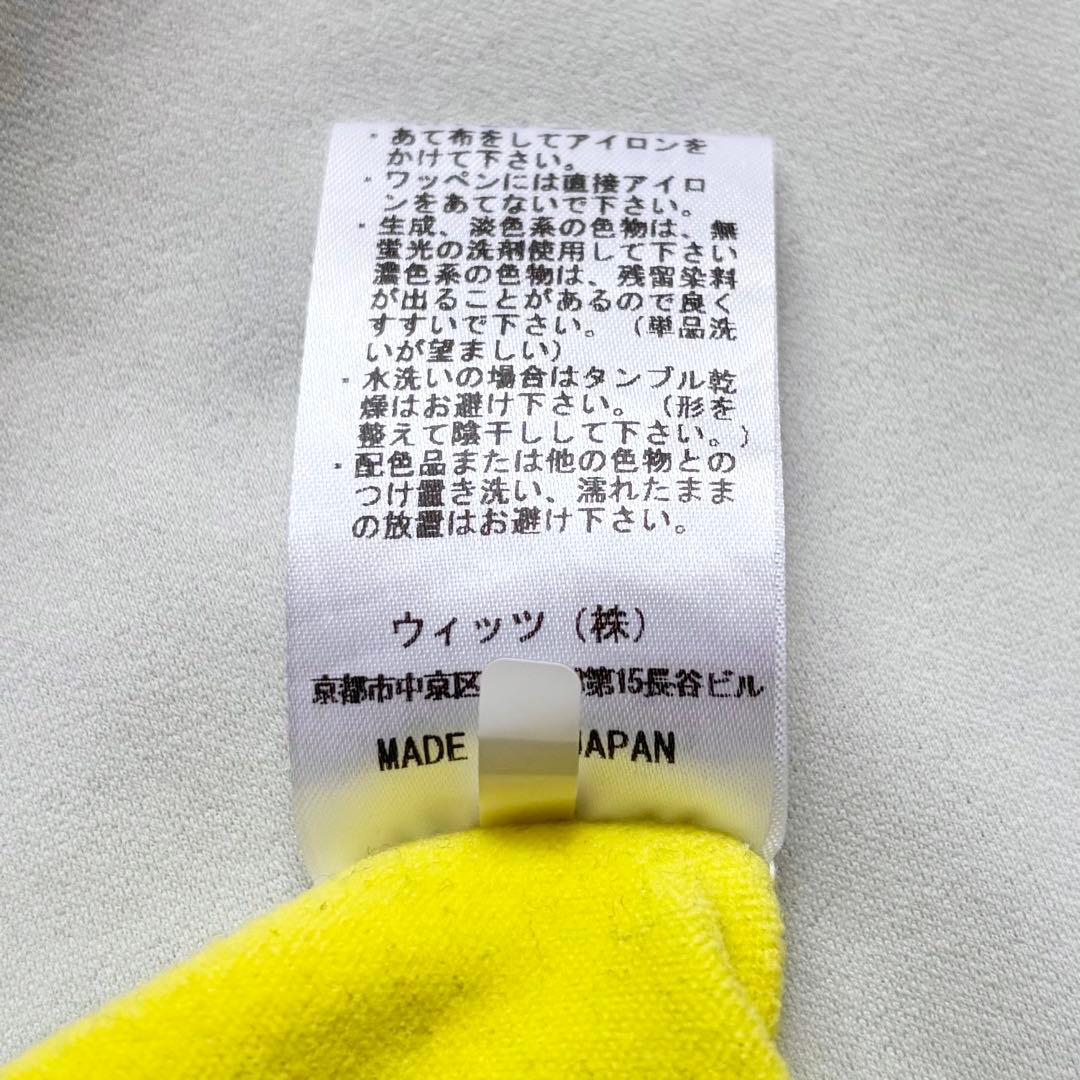 ・あて布をしてアイロンを
かけて下さい。
・ワッペンには直接アイロ
ンをあてないで下さい。
・生成、淡色系の色物は、無
蛍光の洗剤使用して下さい
濃色系の色物は、残留染料
が出ることがあるので良く
すすいで下さい。（単品洗
いが望ましい）
・水洗いの場合はタンブル乾
燥はお避け下さい。（形を
整えて陰干しして下さい。）
・配色品または他の色物との
つけ置き洗い、濡れたまま
の放置はお避け下さい。
ウィッツ（株）
京都市中京区 第15長谷ビル
MADE JAPAN